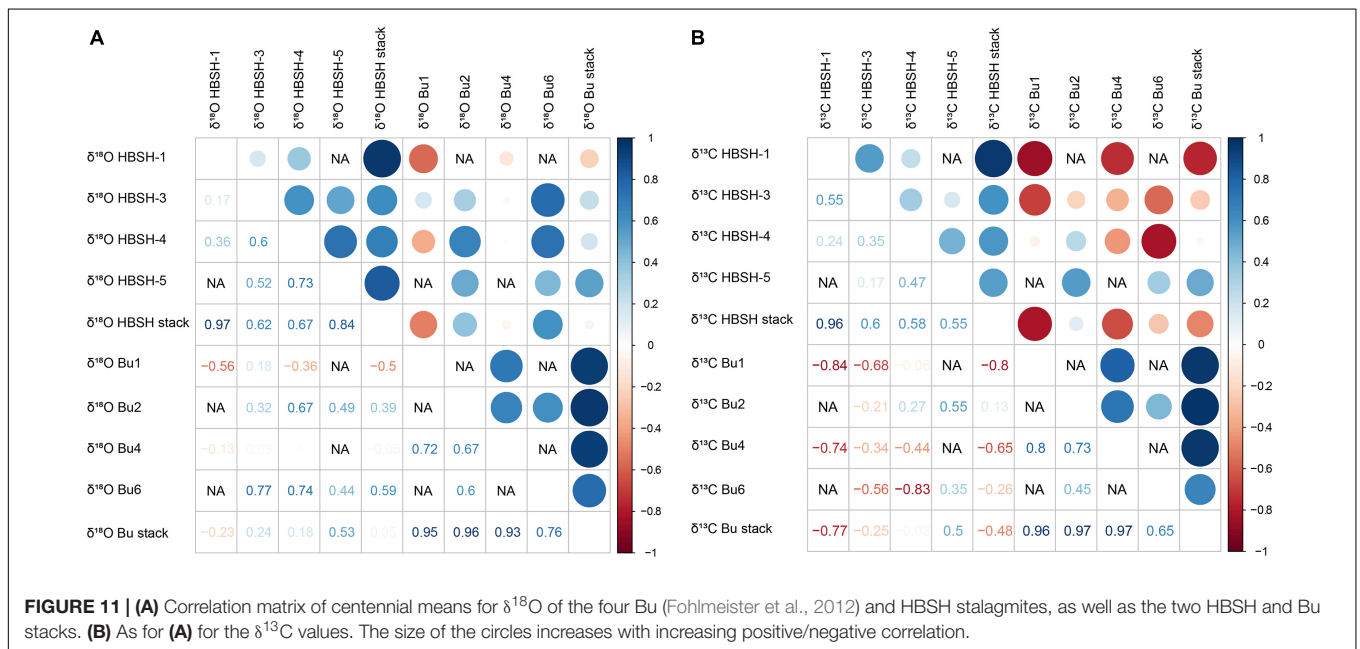 A
δ¹⁸O HBSH-1 δ¹⁸O HBSH-3 δ¹⁸O HBSH-4 δ¹⁸O HBSH-5 δ¹⁸O HBSH stack δ¹⁸O Bu1 δ¹⁸O Bu2 δ¹⁸O Bu4 δ¹⁸O Bu6 δ¹⁸O Bu stack
δ¹⁸O HBSH-1 NA NA NA
δ¹⁸O HBSH-3 0.17
δ¹⁸O HBSH-4 0.36 0.6
δ¹⁸O HBSH-5 NA 0.52 0.73 NA NA
δ¹⁸O HBSH stack 0.97 0.62 0.67 0.84
δ¹⁸O Bu1 −0.56 0.18 −0.36 NA −0.5 NA NA
δ¹⁸O Bu2 NA 0.32 0.67 0.49 0.39 NA
δ¹⁸O Bu4 −0.13 NA −0.05 0.72 0.67 NA
δ¹⁸O Bu6 NA 0.77 0.74 0.44 0.59 NA 0.6 NA
δ¹⁸O Bu stack −0.23 0.24 0.18 0.53 0.05 0.95 0.96 0.93 0.76
1
0.8
0.6
0.4
0.2
0
−0.2
−0.4
−0.6
−0.8
−1
B
δ¹³C HBSH-1 δ¹³C HBSH-3 δ¹³C HBSH-4 δ¹³C HBSH-5 δ¹³C HBSH stack δ¹³C Bu1 δ¹³C Bu2 δ¹³C Bu4 δ¹³C Bu6 δ¹³C Bu stack
δ¹³C HBSH-1 NA NA NA
δ¹³C HBSH-3 0.55
δ¹³C HBSH-4 0.24 0.35
δ¹³C HBSH-5 NA 0.17 0.47 NA NA
δ¹³C HBSH stack 0.96 0.6 0.58 0.55
δ¹³C Bu1 −0.84 −0.68 −0.06 NA −0.8 NA NA
δ¹³C Bu2 NA −0.21 0.27 0.55 0.13 NA
δ¹³C Bu4 −0.74 −0.34 −0.44 NA −0.65 0.8 0.73 NA
δ¹³C Bu6 NA −0.56 −0.83 0.35 −0.26 NA 0.45 NA
δ¹³C Bu stack −0.77 −0.25 0.5 −0.48 0.96 0.97 0.97 0.65
1
0.8
0.6
0.4
0.2
0
−0.2
−0.4
−0.6
−0.8
−1
FIGURE 11 | (A) Correlation matrix of centennial means for δ¹⁸O of the four Bu (Fohlmeister et al., 2012) and HBSH stalagmites, as well as the two HBSH and Bu
stacks. (B) As for (A) for the δ¹³C values. The size of the circles increases with increasing positive/negative correlation.